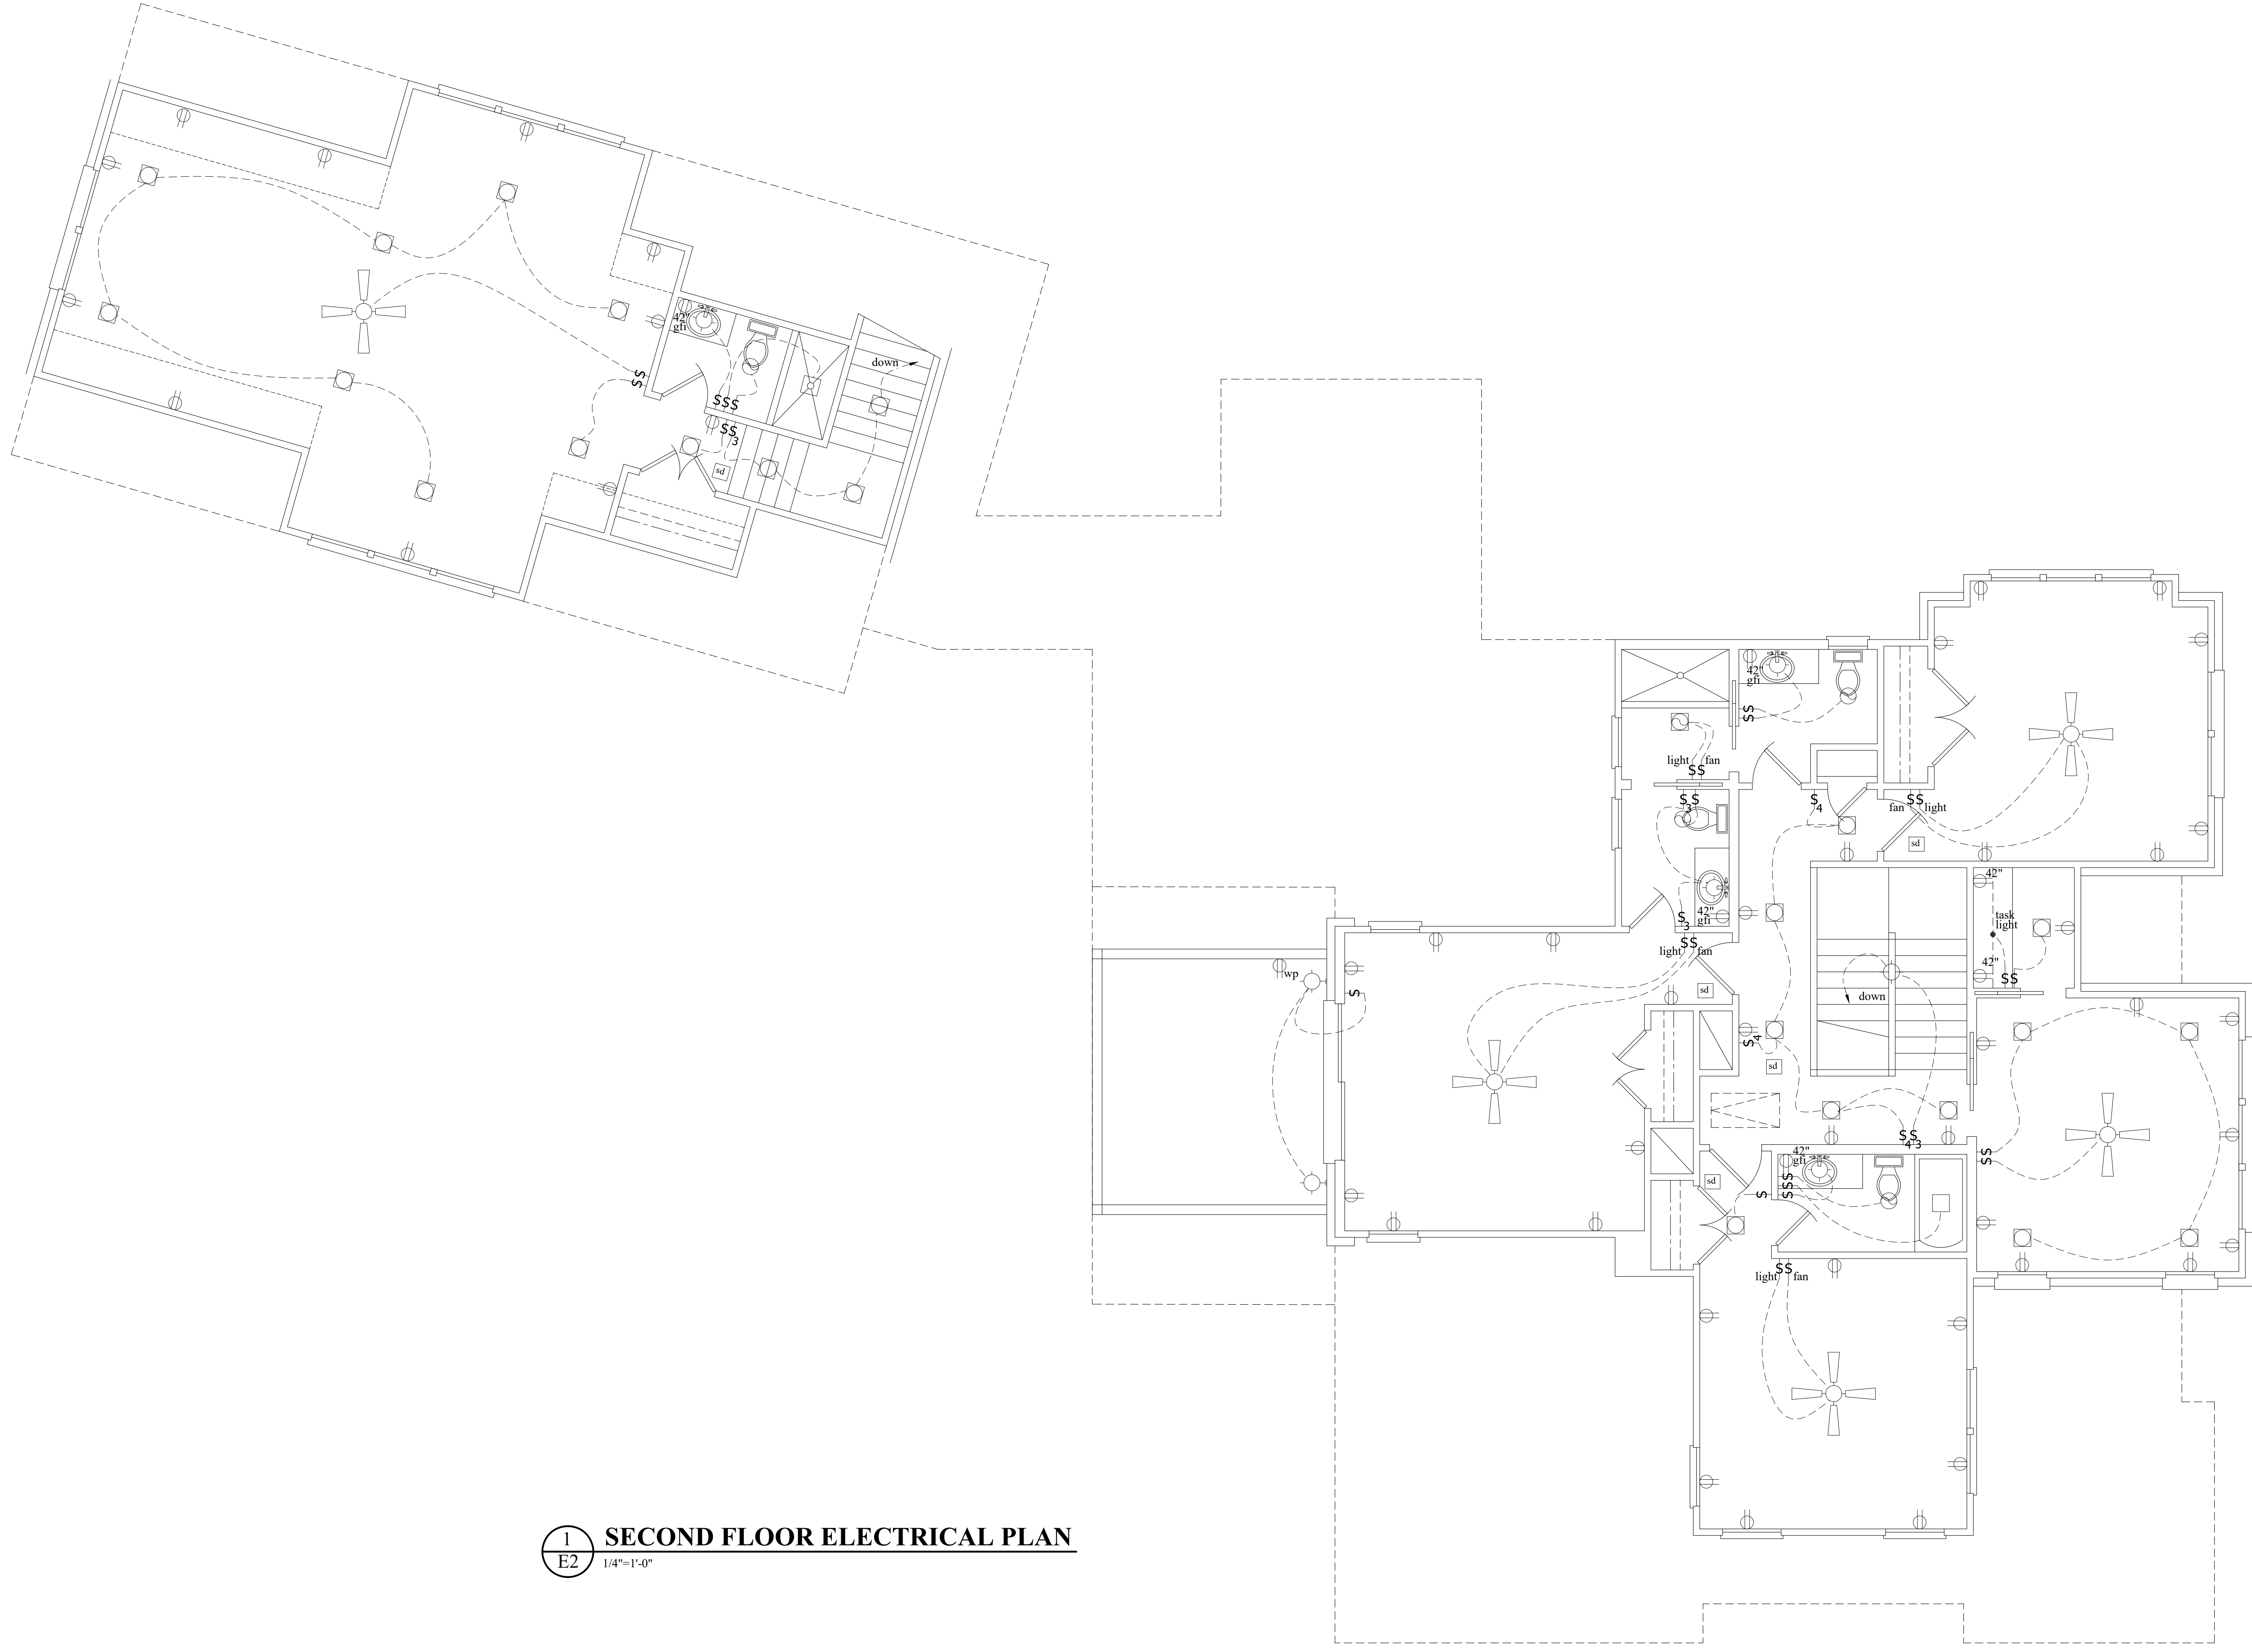 42"
gfi
down
$$
$$$
$$3
sd
42"
gfi
$$
light fan
$$
$3$
$4
$$
fan light
sd
42"
42"
gfi
$3
task
light
$$
light fan
wp
42"
$$
$
sd
down
$4
sd
$4$3
42"
gfi
$$
sd
$
$$$
$$
light fan
1
E2
SECOND FLOOR ELECTRICAL PLAN
1/4"=1'-0"